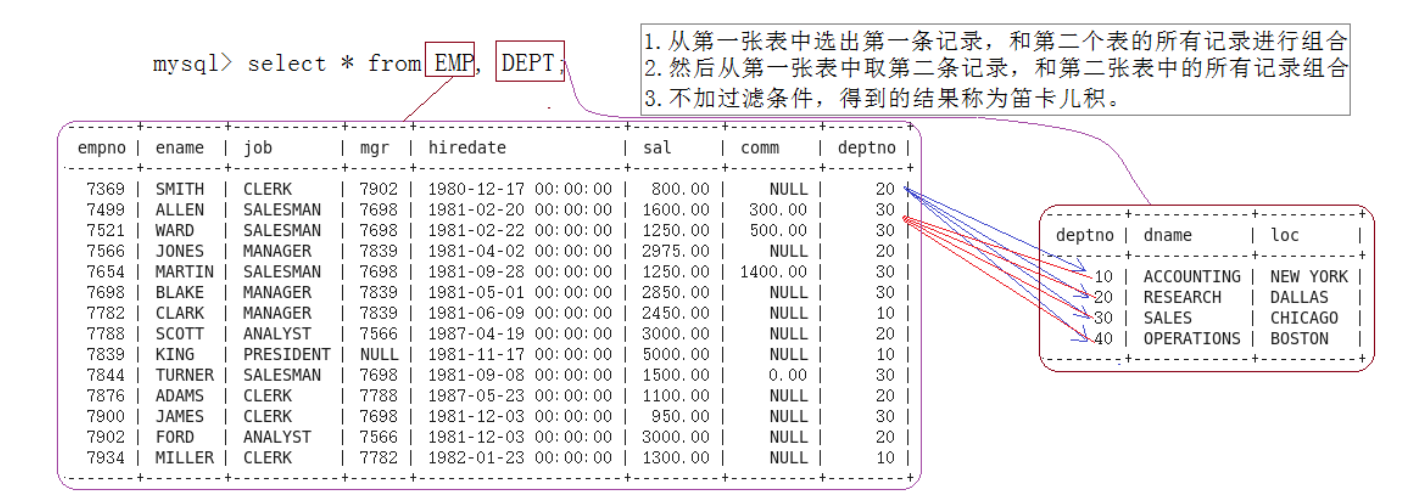 mysql> select * from EMP, DEPT;
1.从第一张表中选出第一条记录，和第二个表的所有记录进行组合
2.然后从第一张表中取第二条记录，和第二张表中的所有记录组合
3.不加过滤条件，得到的结果称为笛卡儿积。
empno | ename | job | mgr | hiredate | sal | comm | deptno |
7369 | SMITH | CLERK | 7902 | 1980-12-17 00:00:00 | 800.00 | NULL | 20 |
7499 | ALLEN | SALESMAN | 7698 | 1981-02-20 00:00:00 | 1600.00 | 300.00 | 30 |
7521 | WARD | SALESMAN | 7698 | 1981-02-22 00:00:00 | 1250.00 | 500.00 | 30 |
7566 | JONES | MANAGER | 7839 | 1981-04-02 00:00:00 | 2975.00 | NULL | 20 |
7654 | MARTIN | SALESMAN | 7698 | 1981-09-28 00:00:00 | 1250.00 | 1400.00 | 30 |
7698 | BLAKE | MANAGER | 7839 | 1981-05-01 00:00:00 | 2850.00 | NULL | 30 |
7782 | CLARK | MANAGER | 7839 | 1981-06-09 00:00:00 | 2450.00 | NULL | 10 |
7788 | SCOTT | ANALYST | 7566 | 1987-04-19 00:00:00 | 3000.00 | NULL | 20 |
7839 | KING | PRESIDENT | NULL | 1981-11-17 00:00:00 | 5000.00 | NULL | 10 |
7844 | TURNER | SALESMAN | 7698 | 1981-09-08 00:00:00 | 1500.00 | 0.00 | 30 |
7876 | ADAMS | CLERK | 7788 | 1987-05-23 00:00:00 | 1100.00 | NULL | 20 |
7900 | JAMES | CLERK | 7698 | 1981-12-03 00:00:00 | 950.00 | NULL | 30 |
7902 | FORD | ANALYST | 7566 | 1981-12-03 00:00:00 | 3000.00 | NULL | 20 |
7934 | MILLER | CLERK | 7782 | 1982-01-23 00:00:00 | 1300.00 | NULL | 10 |
deptno | dname | loc |
10 | ACCOUNTING | NEW YORK |
20 | RESEARCH | DALLAS |
30 | SALES | CHICAGO |
40 | OPERATIONS | BOSTON |